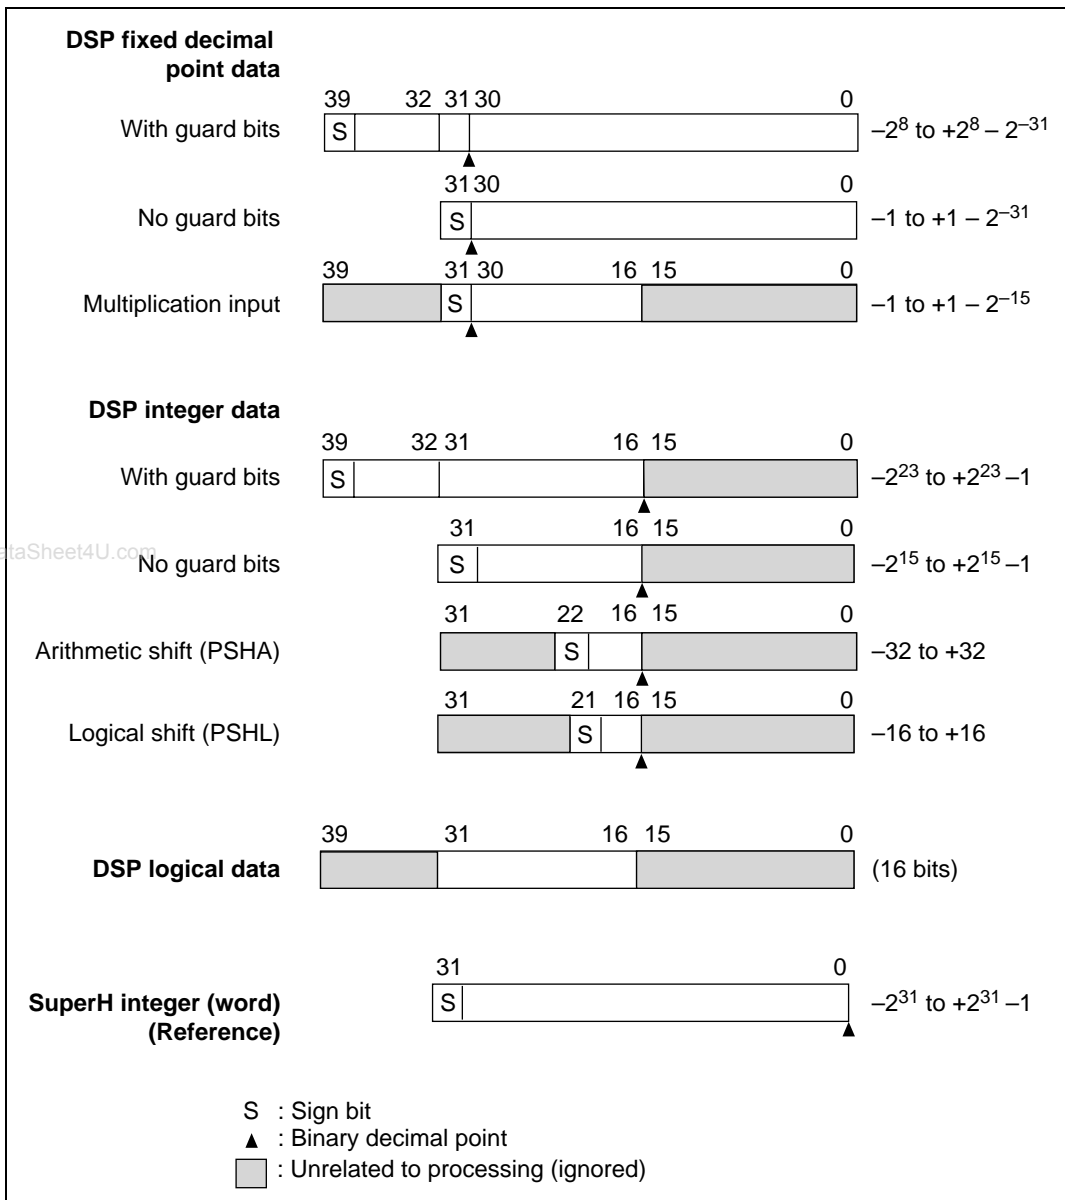 DSP fixed decimal
point data
39 32 31 30 0
With guard bits S –2⁸ to +2⁸ – 2⁻³¹
31 30 0
No guard bits S –1 to +1 – 2⁻³¹
39 31 30 16 15 0
Multiplication input S –1 to +1 – 2⁻¹⁵
DSP integer data
39 32 31 16 15 0
With guard bits S –2²³ to +2²³ –1
31 16 15 0
ataSheet4U.com
No guard bits S –2¹⁵ to +2¹⁵ –1
31 22 16 15 0
Arithmetic shift (PSHA) S –32 to +32
31 21 16 15 0
Logical shift (PSHL) S –16 to +16
39 31 16 15 0
DSP logical data (16 bits)
31 0
SuperH integer (word) S –2³¹ to +2³¹ –1
(Reference)
S : Sign bit
▲ : Binary decimal point
: Unrelated to processing (ignored)